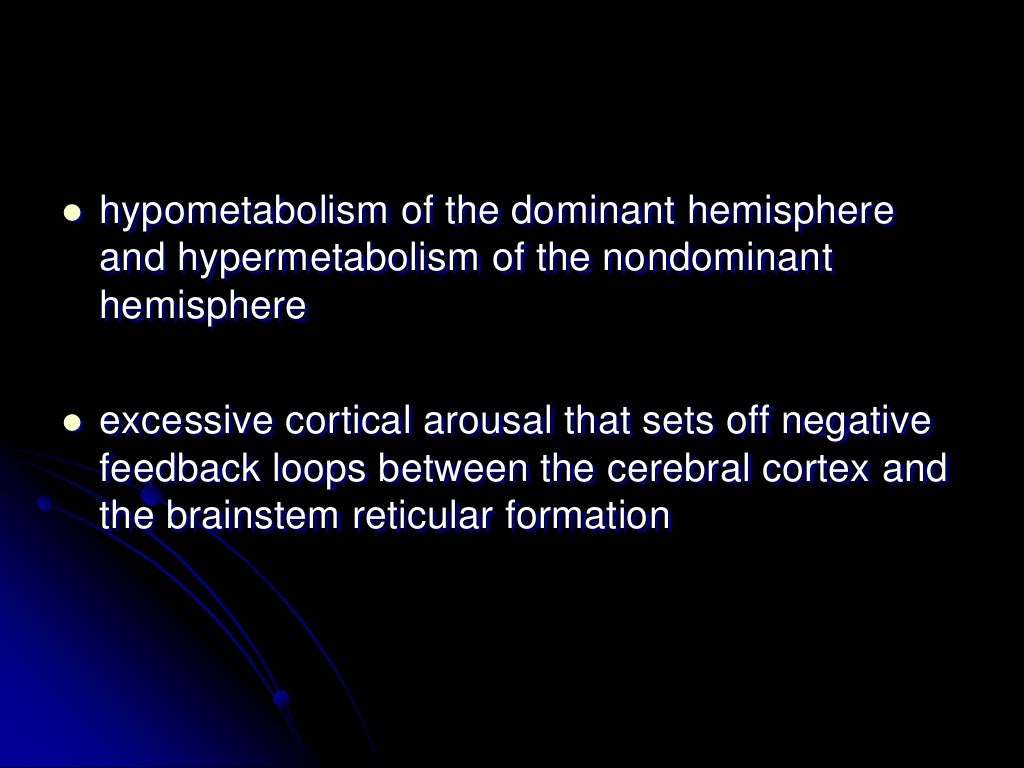 hypometabolism of the dominant hemisphere
and hypermetabolism of the nondominant
hemisphere
excessive cortical arousal that sets off negative
feedback loops between the cerebral cortex and
the brainstem reticular formation